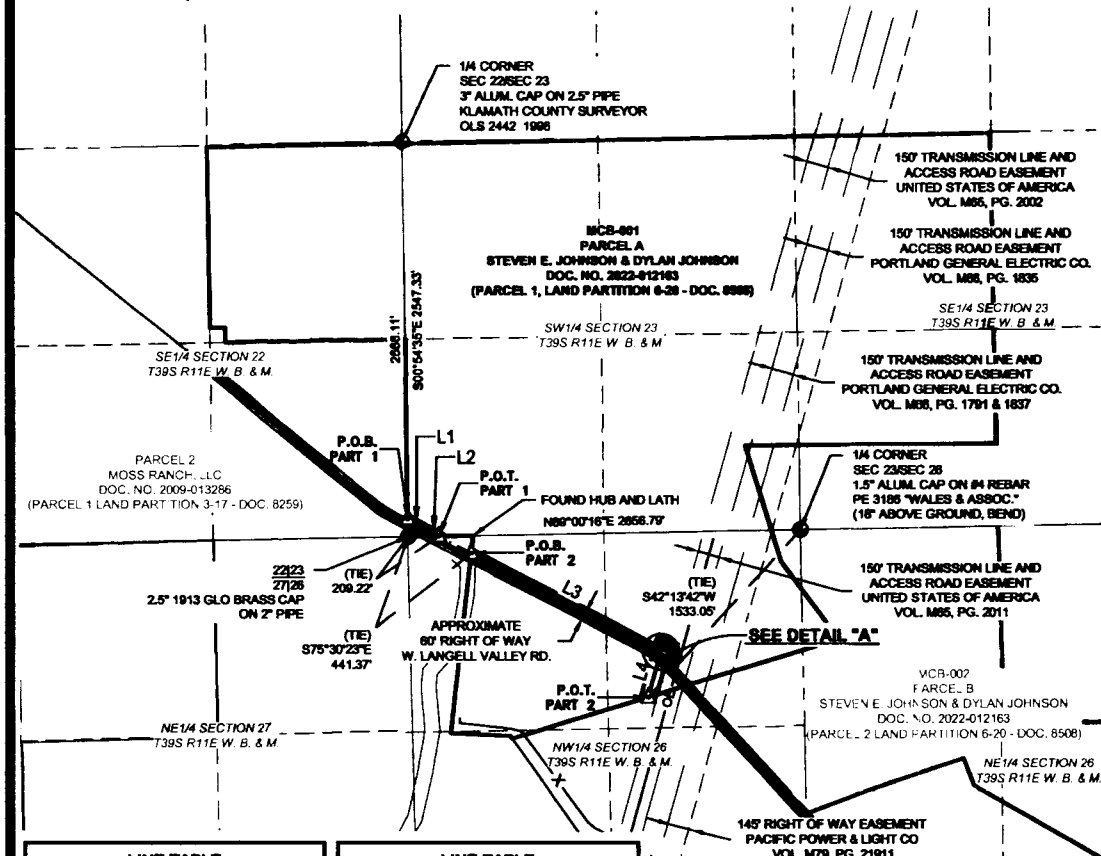 1/4 CORNER
SEC 22/SEC 23
3" ALUM. CAP ON 2.5" PIPE
KLAMATH COUNTY SURVEYOR
OLS 2442 1998
150' TRANSMISSION LINE AND
ACCESS ROAD EASEMENT
UNITED STATES OF AMERICA
VOL. M65, PG. 2002
MCB-001
PARCEL A
STEVEN E. JOHNSON & DYLAN JOHNSON
DOC. NO. 2022-012163
(PARCEL 1, LAND PARTITION 6-20 - DOC.
150' TRANSMISSION LINE AND
ACCESS ROAD EASEMENT
PORTLAND GENERAL ELECTRIC CO.
VOL. M66, PG. 1835
SE1/4 SECTION 23
T39S R11E W. B. & M.
SW1/4 SECTION 23
T39S R11E W. B. & M.
2668.11'
S00°54'35"E 2547.33'
SE1/4 SECTION 22
T39S R11E W. B. & M.
150' TRANSMISSION LINE AND
ACCESS ROAD EASEMENT
PORTLAND GENERAL ELECTRIC CO.
VOL. M66, PG. 1791 & 1837
P.O.B.
PART 1
L1
L2
P.O.T.
PART 1
FOUND HUB AND LATH
N89°00'16"E 2656.79'
P.O.B.
PART 2
PARCEL 2
MOSS RANCH, LLC
DOC. NO. 2009-013286
(PARCEL 1 LAND PARTITION 3-17 - DOC. 8259)
1/4 CORNER
SEC 23/SEC 26
1.5" ALUM. CAP ON #4 REBAR
PE 3186 "WALES & ASSOC."
(18" ABOVE GROUND, BEND)
22|23
27|26
2.5" 1913 GLO BRASS CAP
ON 2" PIPE
(TIE)
209.22'
(TIE)
S75°30'23"E
441.37'
L3
APPROXIMATE
60' RIGHT OF WAY
W. LANGELL VALLEY RD.
(TIE)
S42°13'42"W
1533.05'
150' TRANSMISSION LINE AND
ACCESS ROAD EASEMENT
UNITED STATES OF AMERICA
VOL. M65, PG. 2011
SEE DETAIL "A"
L4
P.O.T.
PART 2
MCB-002
PARCEL B
STEVEN E. JOHNSON & DYLAN JOHNSON
DOC. NO. 2022-012163
(PARCEL 2 LAND PARTITION 6-20 - DOC. 8508)
NE1/4 SECTION 27
T39S R11E W. B. & M.
NW1/4 SECTION 26
T39S R11E W. B. & M.
X
NE1/4 SECTION 26
T39S R11E W. B. & M.
145' RIGHT OF WAY EASEMENT
PACIFIC POWER & LIGHT CO
VOL. M79, PG. 21911
LINE TABLE
LINE TABLE